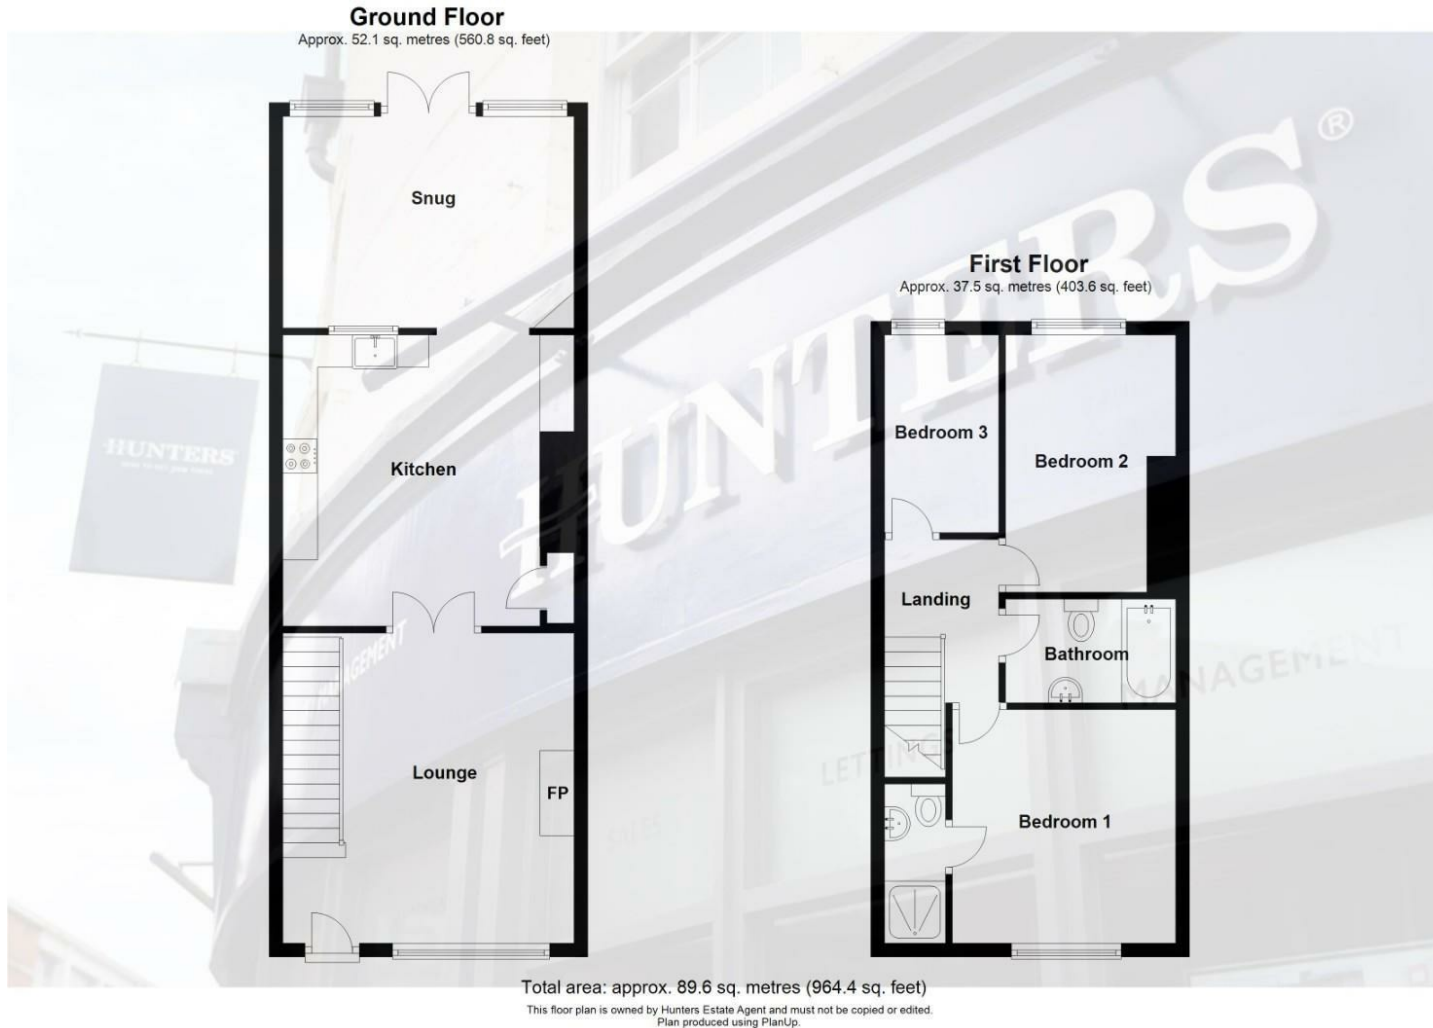 Ground Floor
Approx. 52.1 sq. metres (560.8 sq. feet)
Snug
Kitchen
Lounge
FP
First Floor
Approx. 37.5 sq. metres (403.6 sq. feet)
Bedroom 3
Bedroom 2
Landing
Bathroom
Bedroom 1
HUNTERS®
HUNTERS
MANAGEMENT
LETTINGS
SALES
Total area: approx. 89.6 sq. metres (964.4 sq. feet)
This floor plan is owned by Hunters Estate Agent and must not be copied or edited.
Plan produced using PlanUp.